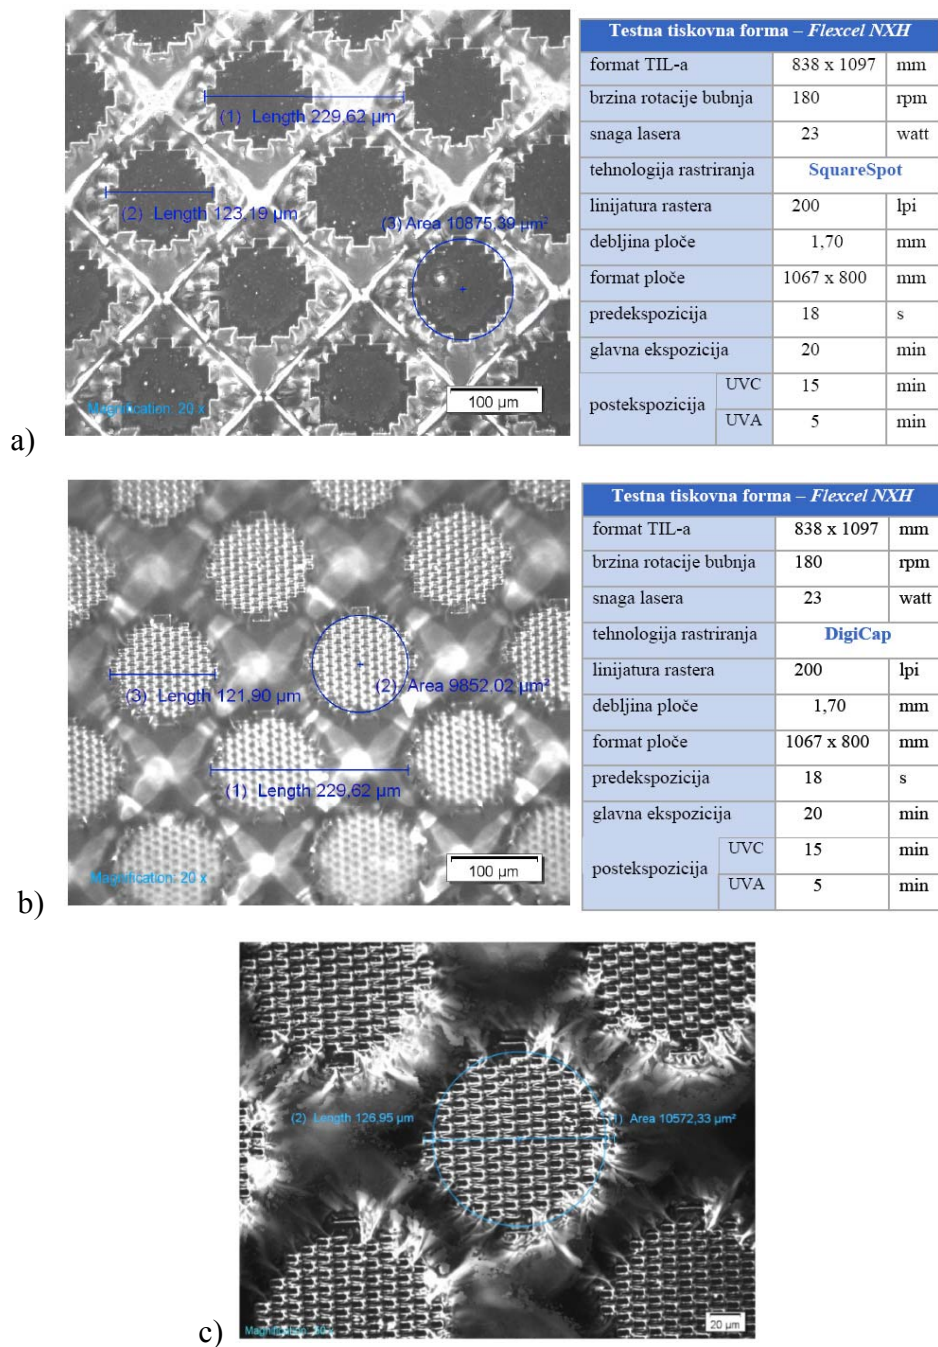 (1) Length 229,62 µm
(2) Length 123,19 µm
(3) Area 10875,39 µm²
Magnification: 20 x
100 µm
a)
Testna tiskovna forma – Flexcel NXH
format TIL-a 838 x 1097 mm
brzina rotacije bubnja 180 rpm
snaga lasera 23 watt
tehnologija rastriranja SquareSpot
linijatura rastera 200 lpi
debljina ploče 1,70 mm
format ploče 1067 x 800 mm
predekspozicija 18 s
glavna ekspozicija 20 min
postekspozicija UVC 15 min
UVA 5 min
(2) Area 9852,02 µm²
(3) Length 121,90 µm
(1) Length 229,62 µm
Magnification: 20 x
100 µm
b)
Testna tiskovna forma – Flexcel NXH
format TIL-a 838 x 1097 mm
brzina rotacije bubnja 180 rpm
snaga lasera 23 watt
tehnologija rastriranja DigiCap
linijatura rastera 200 lpi
debljina ploče 1,70 mm
format ploče 1067 x 800 mm
predekspozicija 18 s
glavna ekspozicija 20 min
postekspozicija UVC 15 min
UVA 5 min
(2) Length 126,95 µm
(1) Area 10572,33 µm²
Magnification:
20 µm
c)